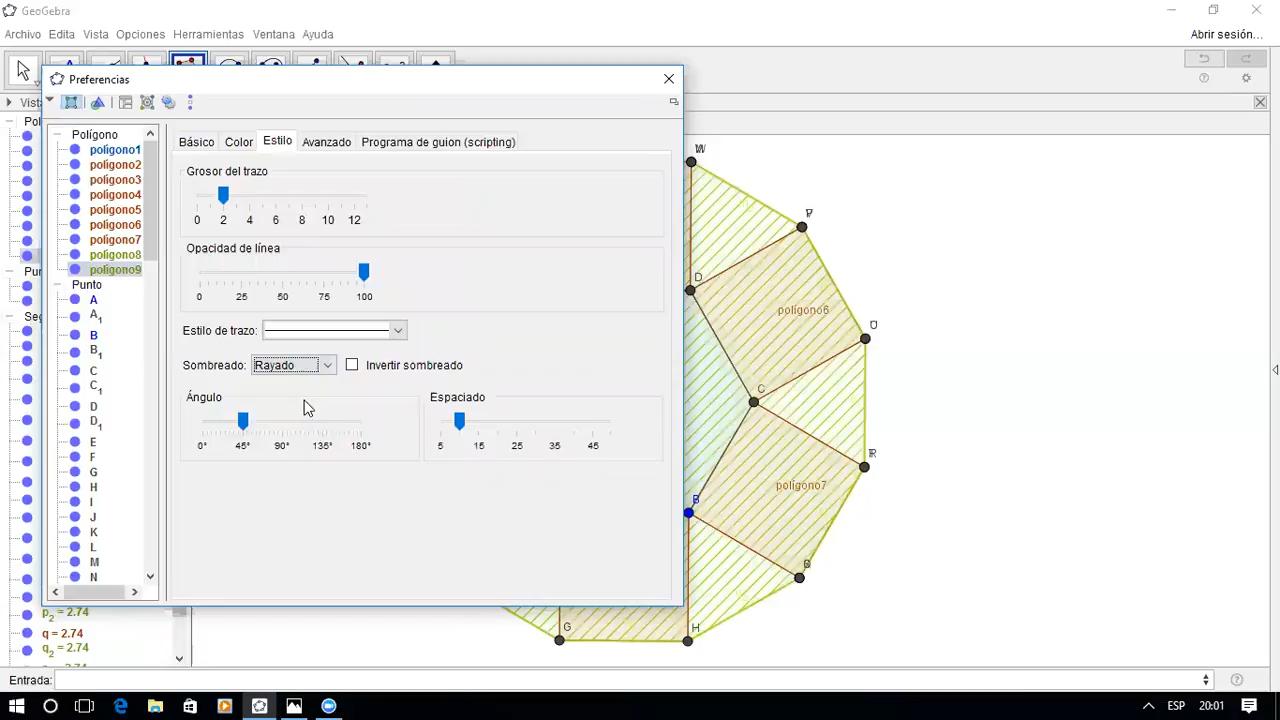 GeoGebra
Archivo Edita Vista Opciones Herramientas Ventana Ayuda
Abrir sesión...
Preferencias
Básico Color Estilo Avanzado Programa de guion (scripting)
Polígono
polígono1
polígono2
polígono3
polígono4
polígono5
polígono6
polígono7
polígono8
polígono9
Punto
A
A1
B
B1
C
C1
D
D1
E
F
G
H
I
J
K
L
M
N
Grosor del trazo
0 2 4 6 8 10 12
Opacidad de línea
0 25 50 75 100
Estilo de trazo:
Sombreado: Rayado Invertir sombreado
Ángulo
0° 45° 90° 135° 180°
Espaciado
5 15 25 35 45
D
polígono6
C
polígono7
B
G
H
p2 = 2.74
q = 2.74
q2 = 2.74
Entrada:
ESP 20:01